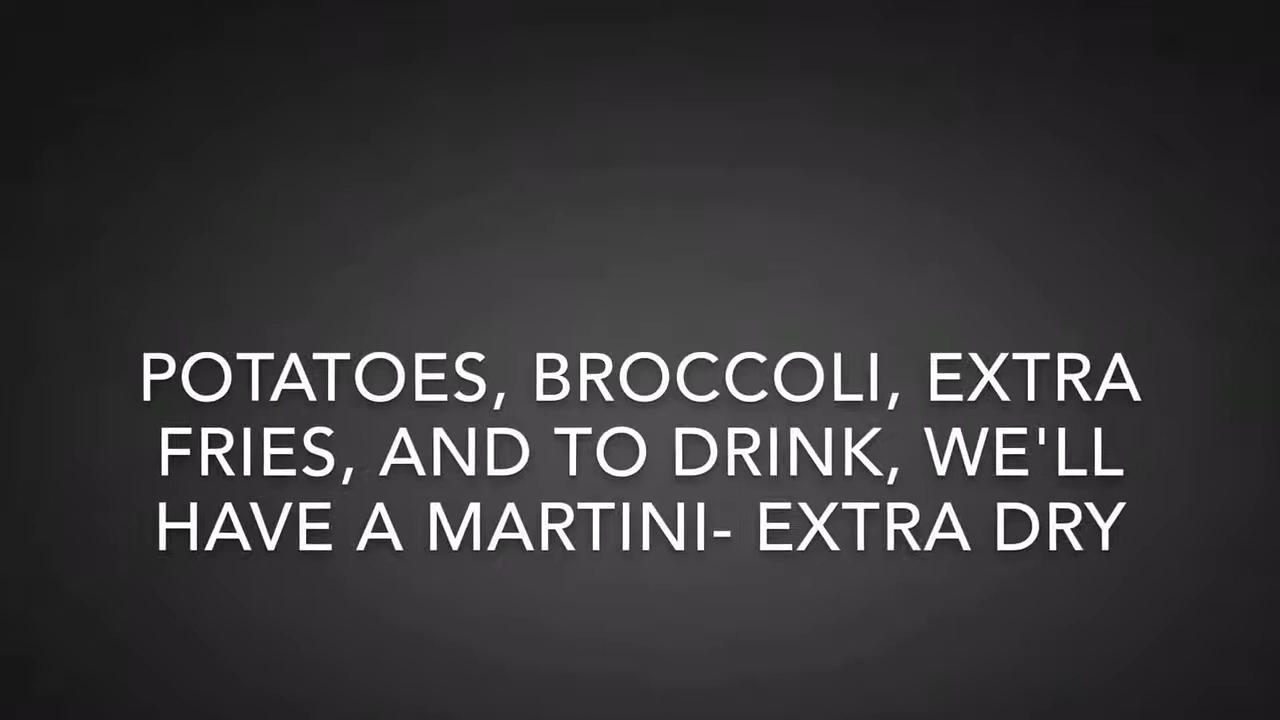 POTATOES, BROCCOLI, EXTRA
FRIES, AND TO DRINK, WE'LL
HAVE A MARTINI- EXTRA DRY